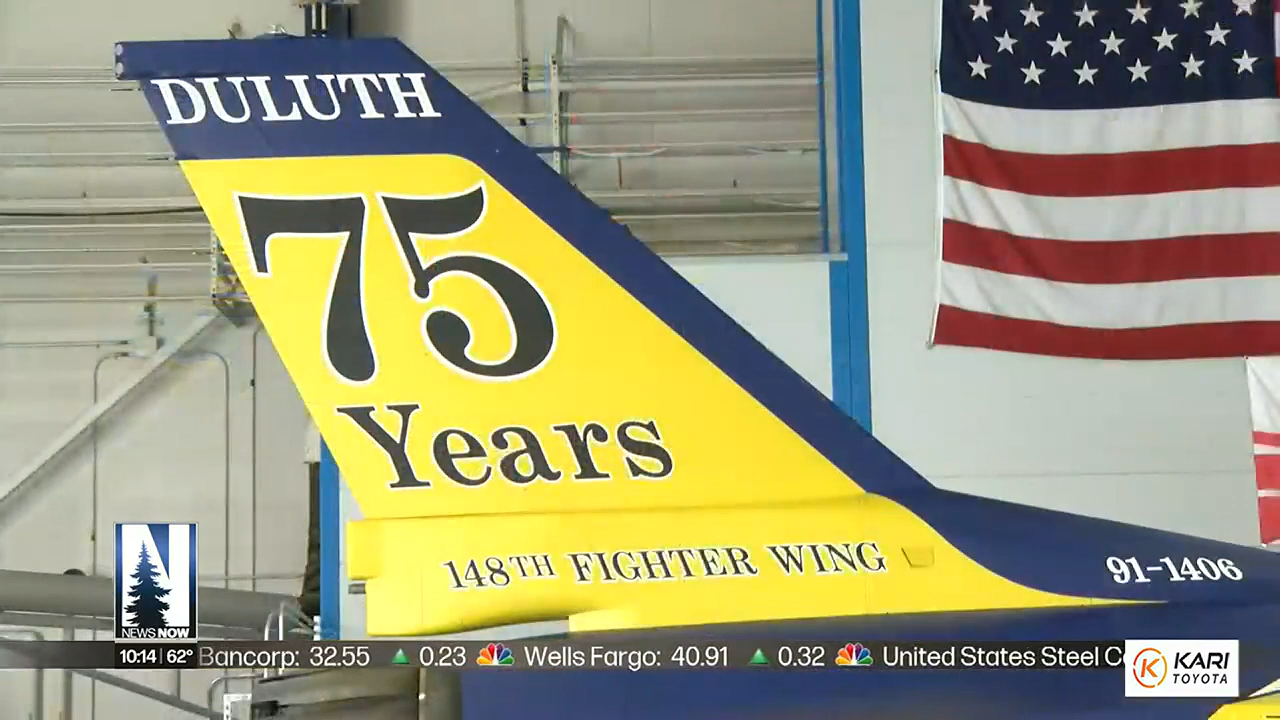 DULUTH
75
Years
148TH FIGHTER WING
91-1406
N
NEWS NOW
10:14 62° Bancorp: 32.55 0.23 Wells Fargo: 40.91 0.32 United States Steel C
KARI
TOYOTA